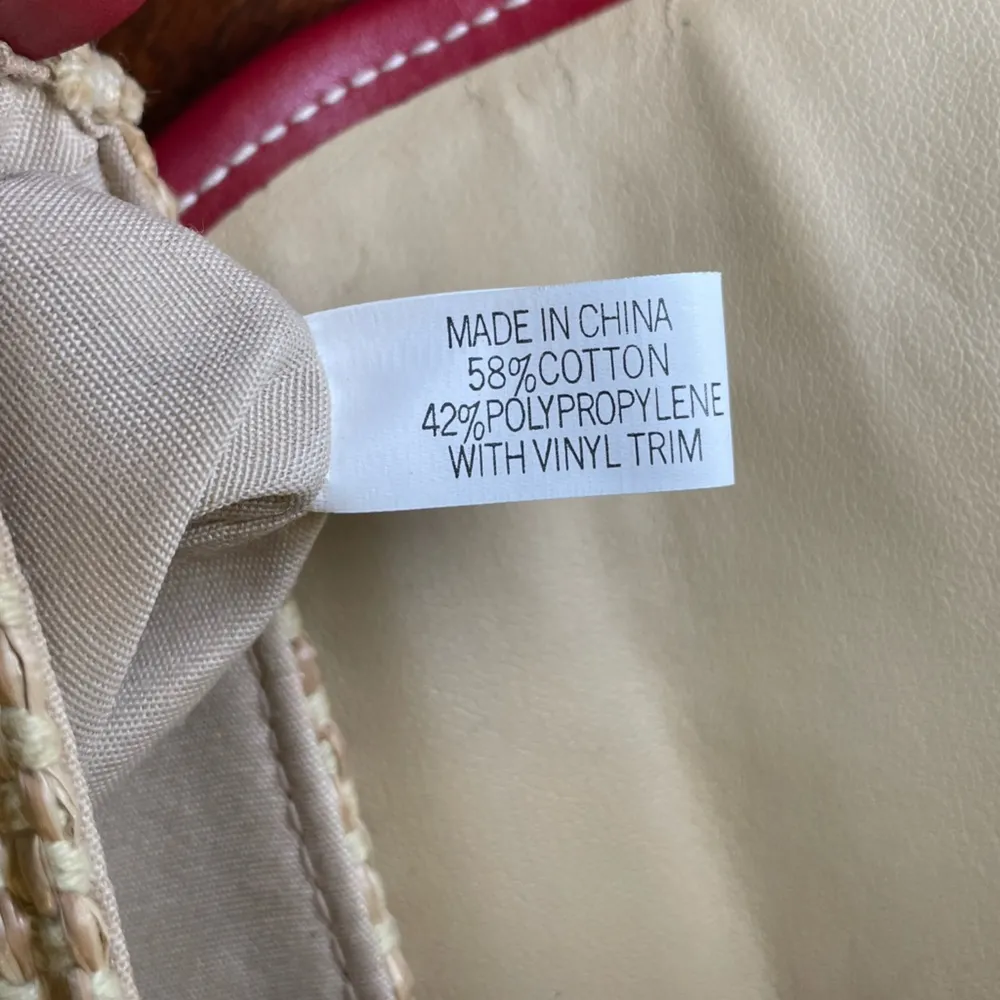 MADE IN CHINA
58%COTTON
42%POLYPROPYLENE
WITH VINYL TRIM